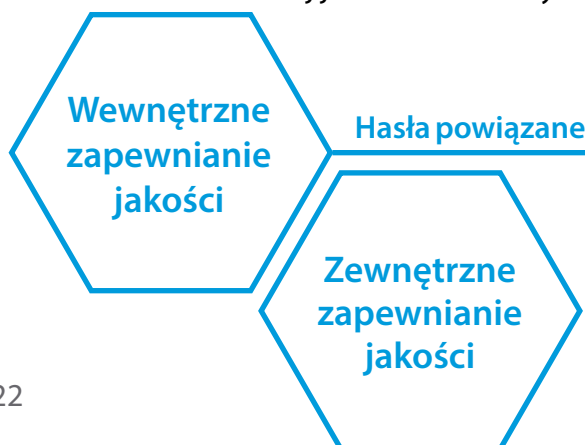 Wewnętrzne
zapewnianie
jakości
Hasła powiązane
Zewnętrzne
zapewnianie
jakości
22